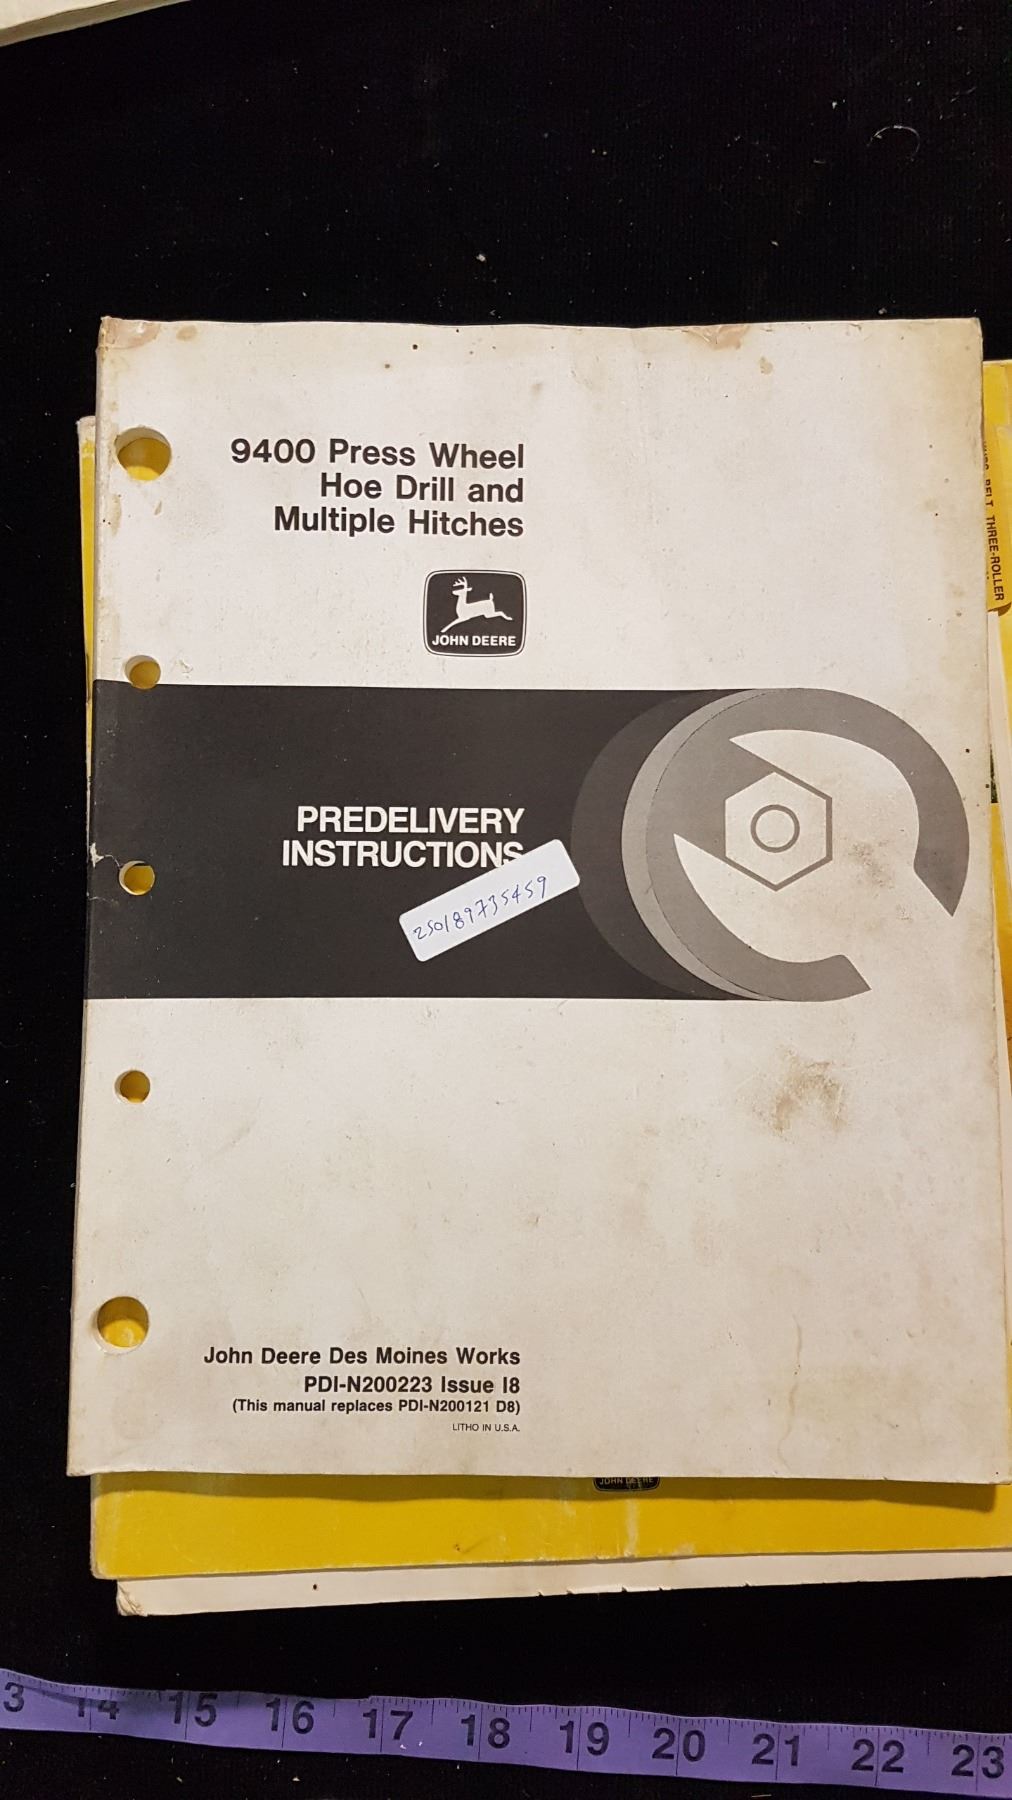 9400 Press Wheel
Hoe Drill and
Multiple Hitches
JOHN DEERE
PREDELIVERY
INSTRUCTIONS
250189735459
John Deere Des Moines Works
PDI-N200223 Issue I8
(This manual replaces PDI-N200121 D8)
LITHO IN U.S.A.
BELT, THREE-ROLLER
JOHN DEERE
3 14 15 16 17 18 19 20 21 22 23